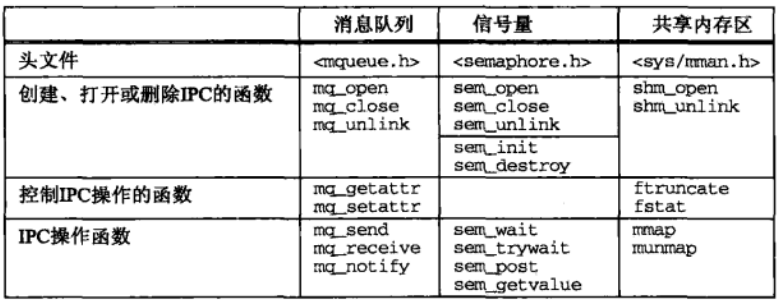 消息队列 信号量 共享内存区
头文件 <mqueue.h> <semaphore.h> <sys/mman.h>
创建、打开或删除IPC的函数 mq_open sem_open shm_open
mq_close sem_close shm_unlink
mq_unlink sem_unlink
sem_init
sem_destroy
控制IPC操作的函数 mq_getattr ftruncate
mq_setattr fstat
IPC操作函数 mq_send sem_wait mmap
mq_receive sem_trywait munmap
mq_notify sem_post
sem_getvalue